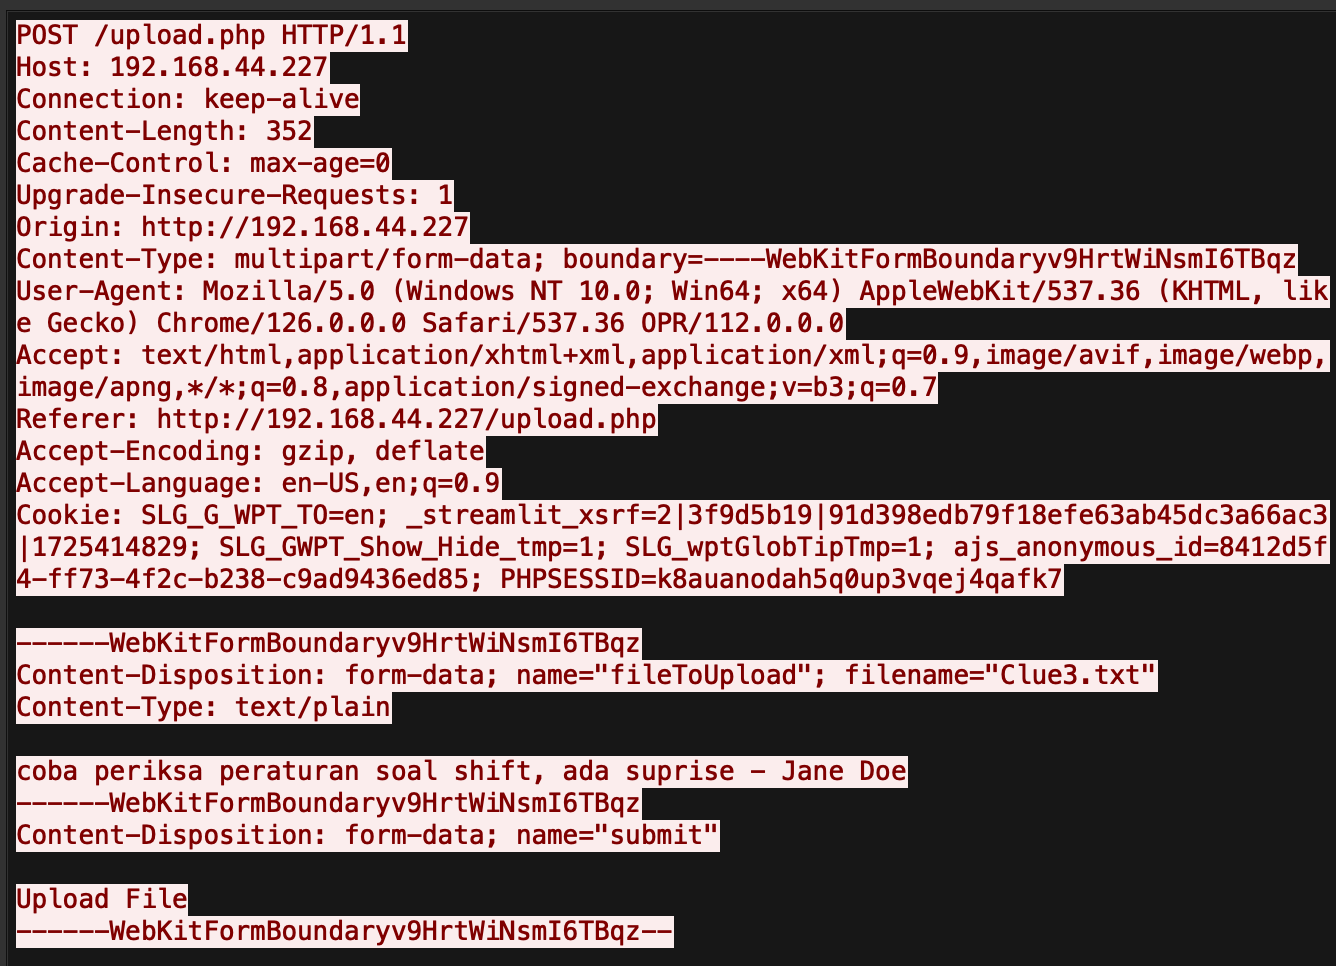 POST /upload.php HTTP/1.1
Host: 192.168.44.227
Connection: keep-alive
Content-Length: 352
Cache-Control: max-age=0
Upgrade-Insecure-Requests: 1
Origin: http://192.168.44.227
Content-Type: multipart/form-data; boundary=----WebKitFormBoundaryv9HrtWiNsmI6TBqz
User-Agent: Mozilla/5.0 (Windows NT 10.0; Win64; x64) AppleWebKit/537.36 (KHTML, lik
e Gecko) Chrome/126.0.0.0 Safari/537.36 OPR/112.0.0.0
Accept: text/html,application/xhtml+xml,application/xml;q=0.9,image/avif,image/webp,
image/apng,*/*;q=0.8,application/signed-exchange;v=b3;q=0.7
Referer: http://192.168.44.227/upload.php
Accept-Encoding: gzip, deflate
Accept-Language: en-US,en;q=0.9
Cookie: SLG_G_WPT_TO=en; _streamlit_xsrf=2|3f9d5b19|91d398edb79f18efe63ab45dc3a66ac3
|1725414829; SLG_GWPT_Show_Hide_tmp=1; SLG_wptGlobTipTmp=1; ajs_anonymous_id=8412d5f
4-ff73-4f2c-b238-c9ad9436ed85; PHPSESSID=k8auanodah5q0up3vqej4qafk7
------WebKitFormBoundaryv9HrtWiNsmI6TBqz
Content-Disposition: form-data; name="fileToUpload"; filename="Clue3.txt"
Content-Type: text/plain
coba periksa peraturan soal shift, ada suprise - Jane Doe
------WebKitFormBoundaryv9HrtWiNsmI6TBqz
Content-Disposition: form-data; name="submit"
Upload File
------WebKitFormBoundaryv9HrtWiNsmI6TBqz--